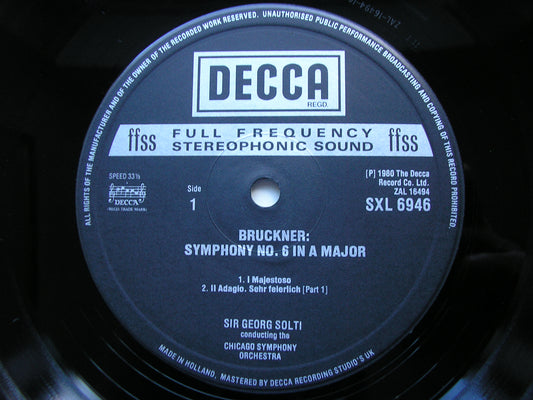 ALL RIGHTS OF THE MANUFACTURER AND OF THE OWNER OF THE RECORDED WORK RESERVED. UNAUTHORISED PUBLIC PERFORMANCE BROADCASTING AND COPYING OF THIS RECORD PROHIBITED.
DECCA
REGD.
ffss FULL FREQUENCY STEREOPHONIC SOUND ffss
SPEED 33⅓
DECCA
Side
1
[P] 1980 The Decca
Record Co. Ltd.
ZAL 16494
SXL 6946
BRUCKNER:
SYMPHONY NO. 6 IN A MAJOR
1. I Majestoso
2. II Adagio. Sehr feierlich [Part 1]
SIR GEORG SOLTI
conducting the
CHICAGO SYMPHONY
ORCHESTRA
MADE IN HOLLAND, MASTERED BY DECCA RECORDING STUDIO'S UK